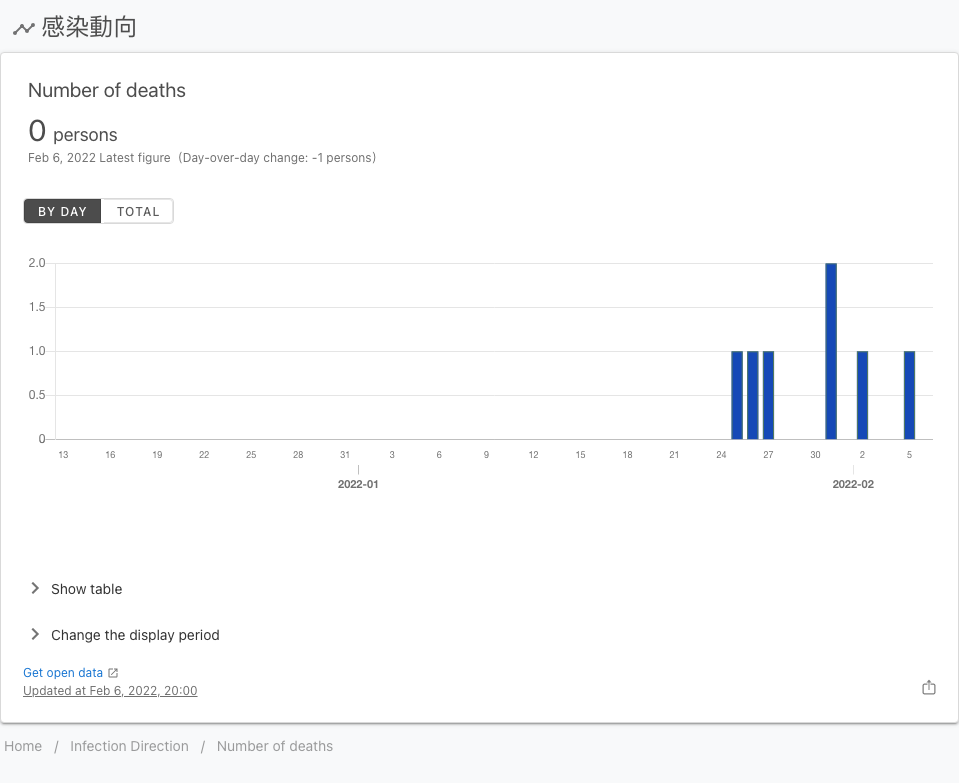 感染動向
Number of deaths
0 persons
Feb 6, 2022 Latest figure (Day-over-day change: -1 persons)
BY DAY TOTAL
2.0
1.5
1.0
0.5
0
13 16 19 22 25 28 31 3 6 9 12 15 18 21 24 27 30 2 5
2022-01 2022-02
Show table
Change the display period
Get open data
Updated at Feb 6, 2022, 20:00
Home / Infection Direction / Number of deaths